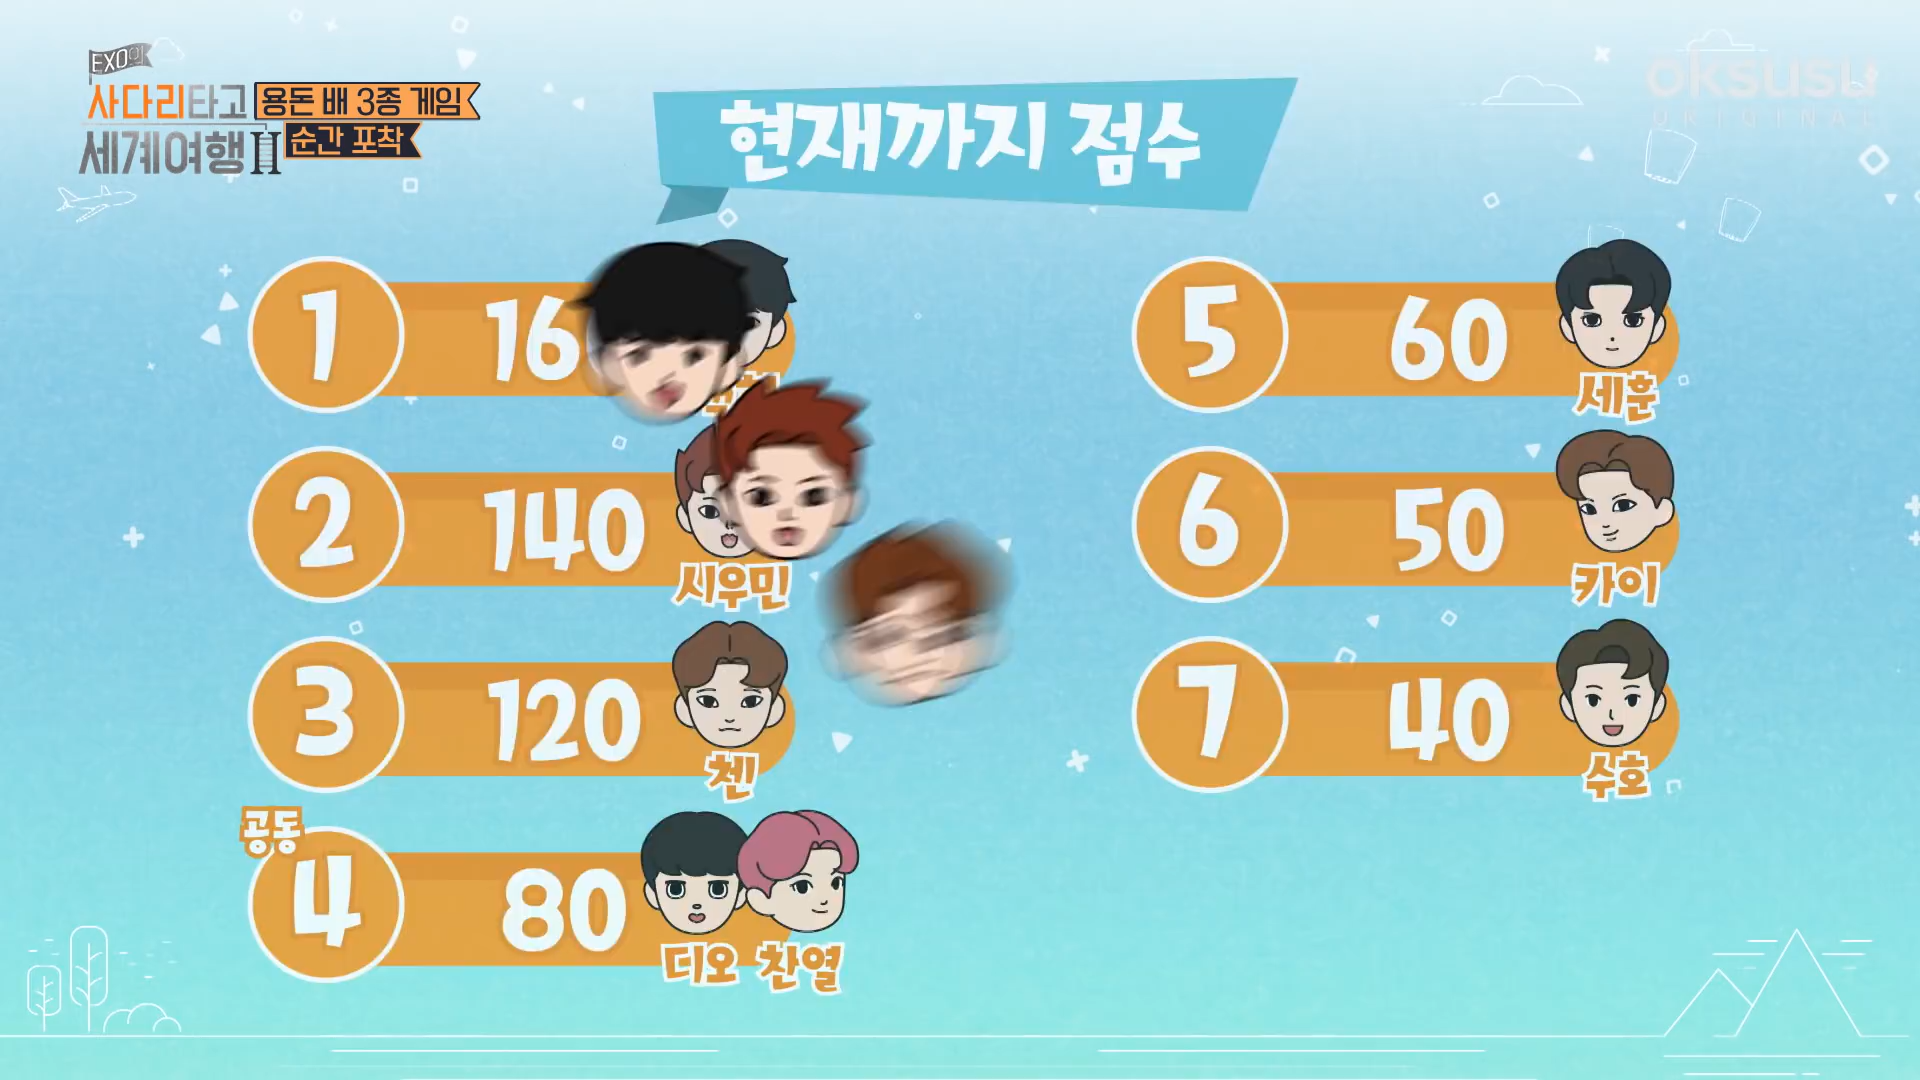 EXO의
사다리타고
세계여행 II
용돈 배 3종 게임
순간 포착
oksusu
ORIGINAL
현재까지 점수
1
2 140 시우민
3 120 첸
공동
4 80 디오 찬열
5 60 세훈
6 50 카이
7 40 수호